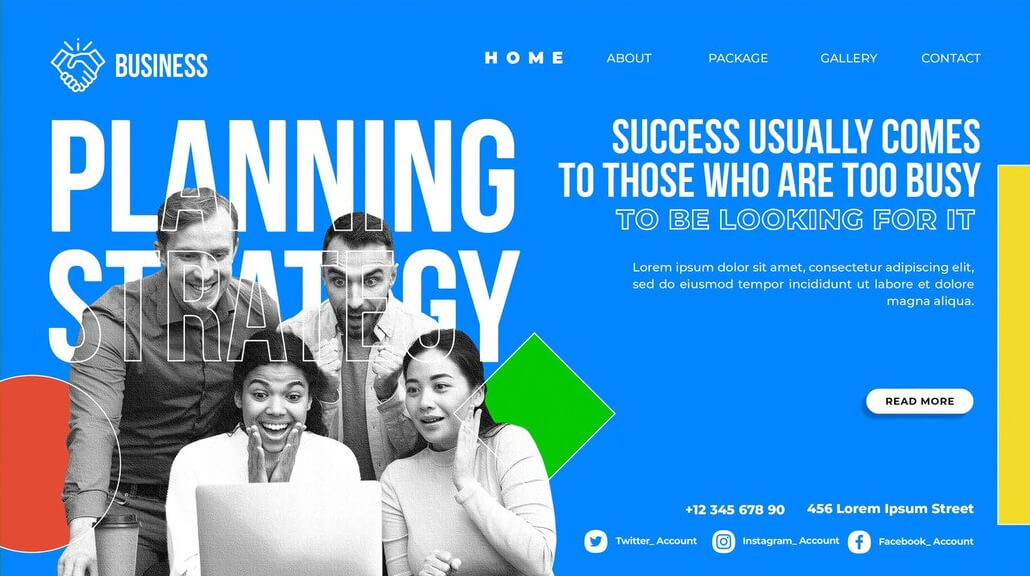 BUSINESS
HOME ABOUT PACKAGE GALLERY CONTACT
PLANNING
STRATEGY
SUCCESS USUALLY COMES
TO THOSE WHO ARE TOO BUSY
TO BE LOOKING FOR IT
Lorem ipsum dolor sit amet, consectetur adipiscing elit,
sed do eiusmod tempor incididunt ut labore et dolore
magna aliqua.
READ MORE
+12 345 678 90 456 Lorem Ipsum Street
Twitter_ Account Instagram_ Account Facebook_ Account